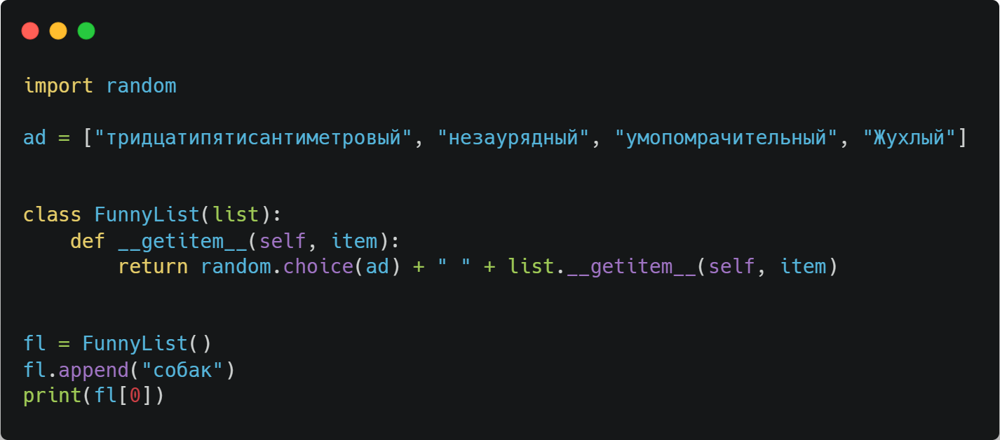 import random
ad = ["тридцатипятисантиметровый", "незаурядный", "умопомрачительный", "Жухлый"]
class FunnyList(list):
    def __getitem__(self, item):
        return random.choice(ad) + " " + list.__getitem__(self, item)
fl = FunnyList()
fl.append("собак")
print(fl[0])